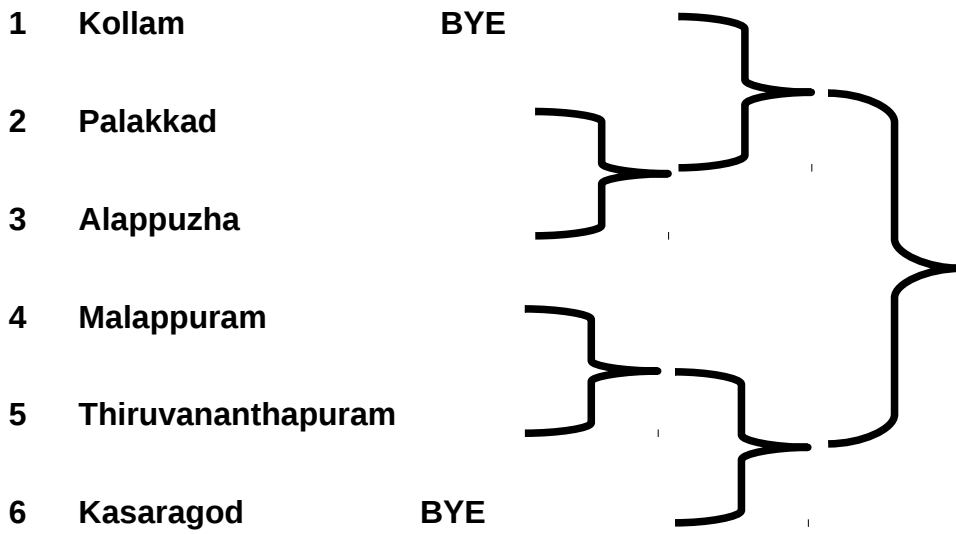 1 Kollam BYE
2 Palakkad
3 Alappuzha
4 Malappuram
5 Thiruvananthapuram
6 Kasaragod BYE